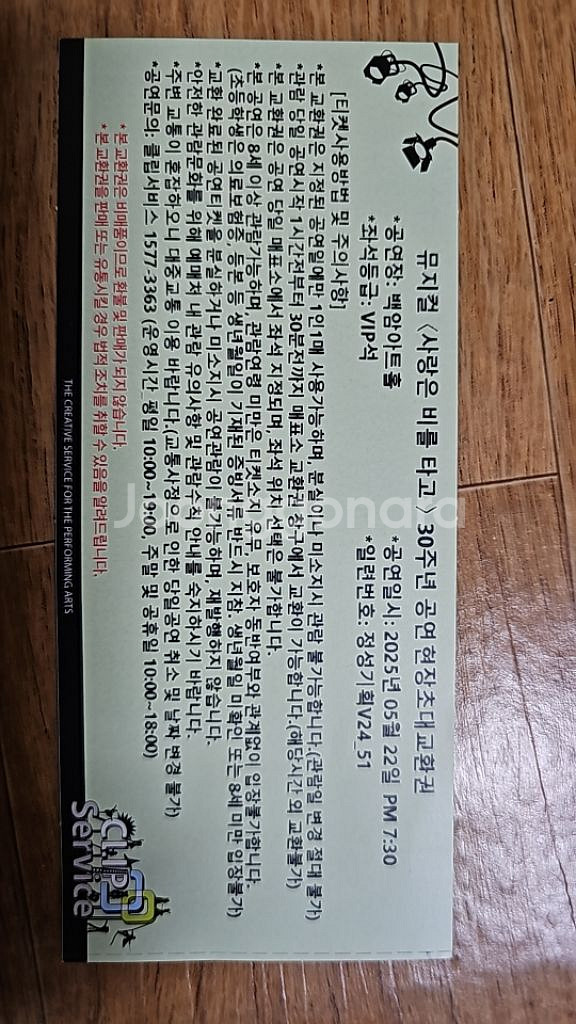 뮤지컬 〈사랑은 비를 타고〉 30주년 공연 현장초대교환권
*공연장: 백암아트홀 *공연일시: 2025년 05월 22일 PM 7:30
*좌석등급: VIP석 *일련번호: 정성기획V24_51
[티켓사용방법 및 주의사항]
*본 교환권은 지정된 공연일에만 1인1매 사용가능하며, 분실이나 미소지시 관람 불가능합니다.(관람일 변경 절대 불가)
*관람 당일 공연시작 1시간전부터 30분전까지 매표소 교환권 창구에서 교환이 가능합니다.(해당시간 외 교환불가)
*본 교환권은 공연 당일 매표소에서 좌석 지정되며, 좌석 위치 선택은 불가합니다.
*본 공연은 8세 이상 관람가능하며, 관람연령 미만은 티켓소지 유무, 보호자 동반여부와 관계없이 입장불가합니다.
(초등학생은 의료보험증, 등본 등 생년월일이 기재된 증빙서류 반드시 지참. 생년월일 미확인 또는 8세 미만 입장불가)
*교환 완료된 공연티켓을 분실하거나 미소지시 공연관람이 불가능하며, 재발행하지 않습니다.
*안전한 관람문화를 위해 예매처 내 관람 유의사항 및 관람수칙 안내를 숙지하시기 바랍니다.
*주변 교통이 혼잡하오니 대중교통 이용 바랍니다.(교통사정으로 인한 당일공연 취소 및 날짜 변경 불가)
*공연문의: 클립서비스 1577-3363 (운영시간_평일 10:00~19:00, 주말 및 공휴일 10:00~18:00)
*본 교환권은 비매품이므로 환불 및 판매가 되지 않습니다.
*본 교환권을 판매 또는 유통시킬 경우 법적 조치를 취할 수 있음을 알려드립니다.
THE CREATIVE SERVICE FOR THE PERFORMING ARTS
CLIP
Service
Joonggonara